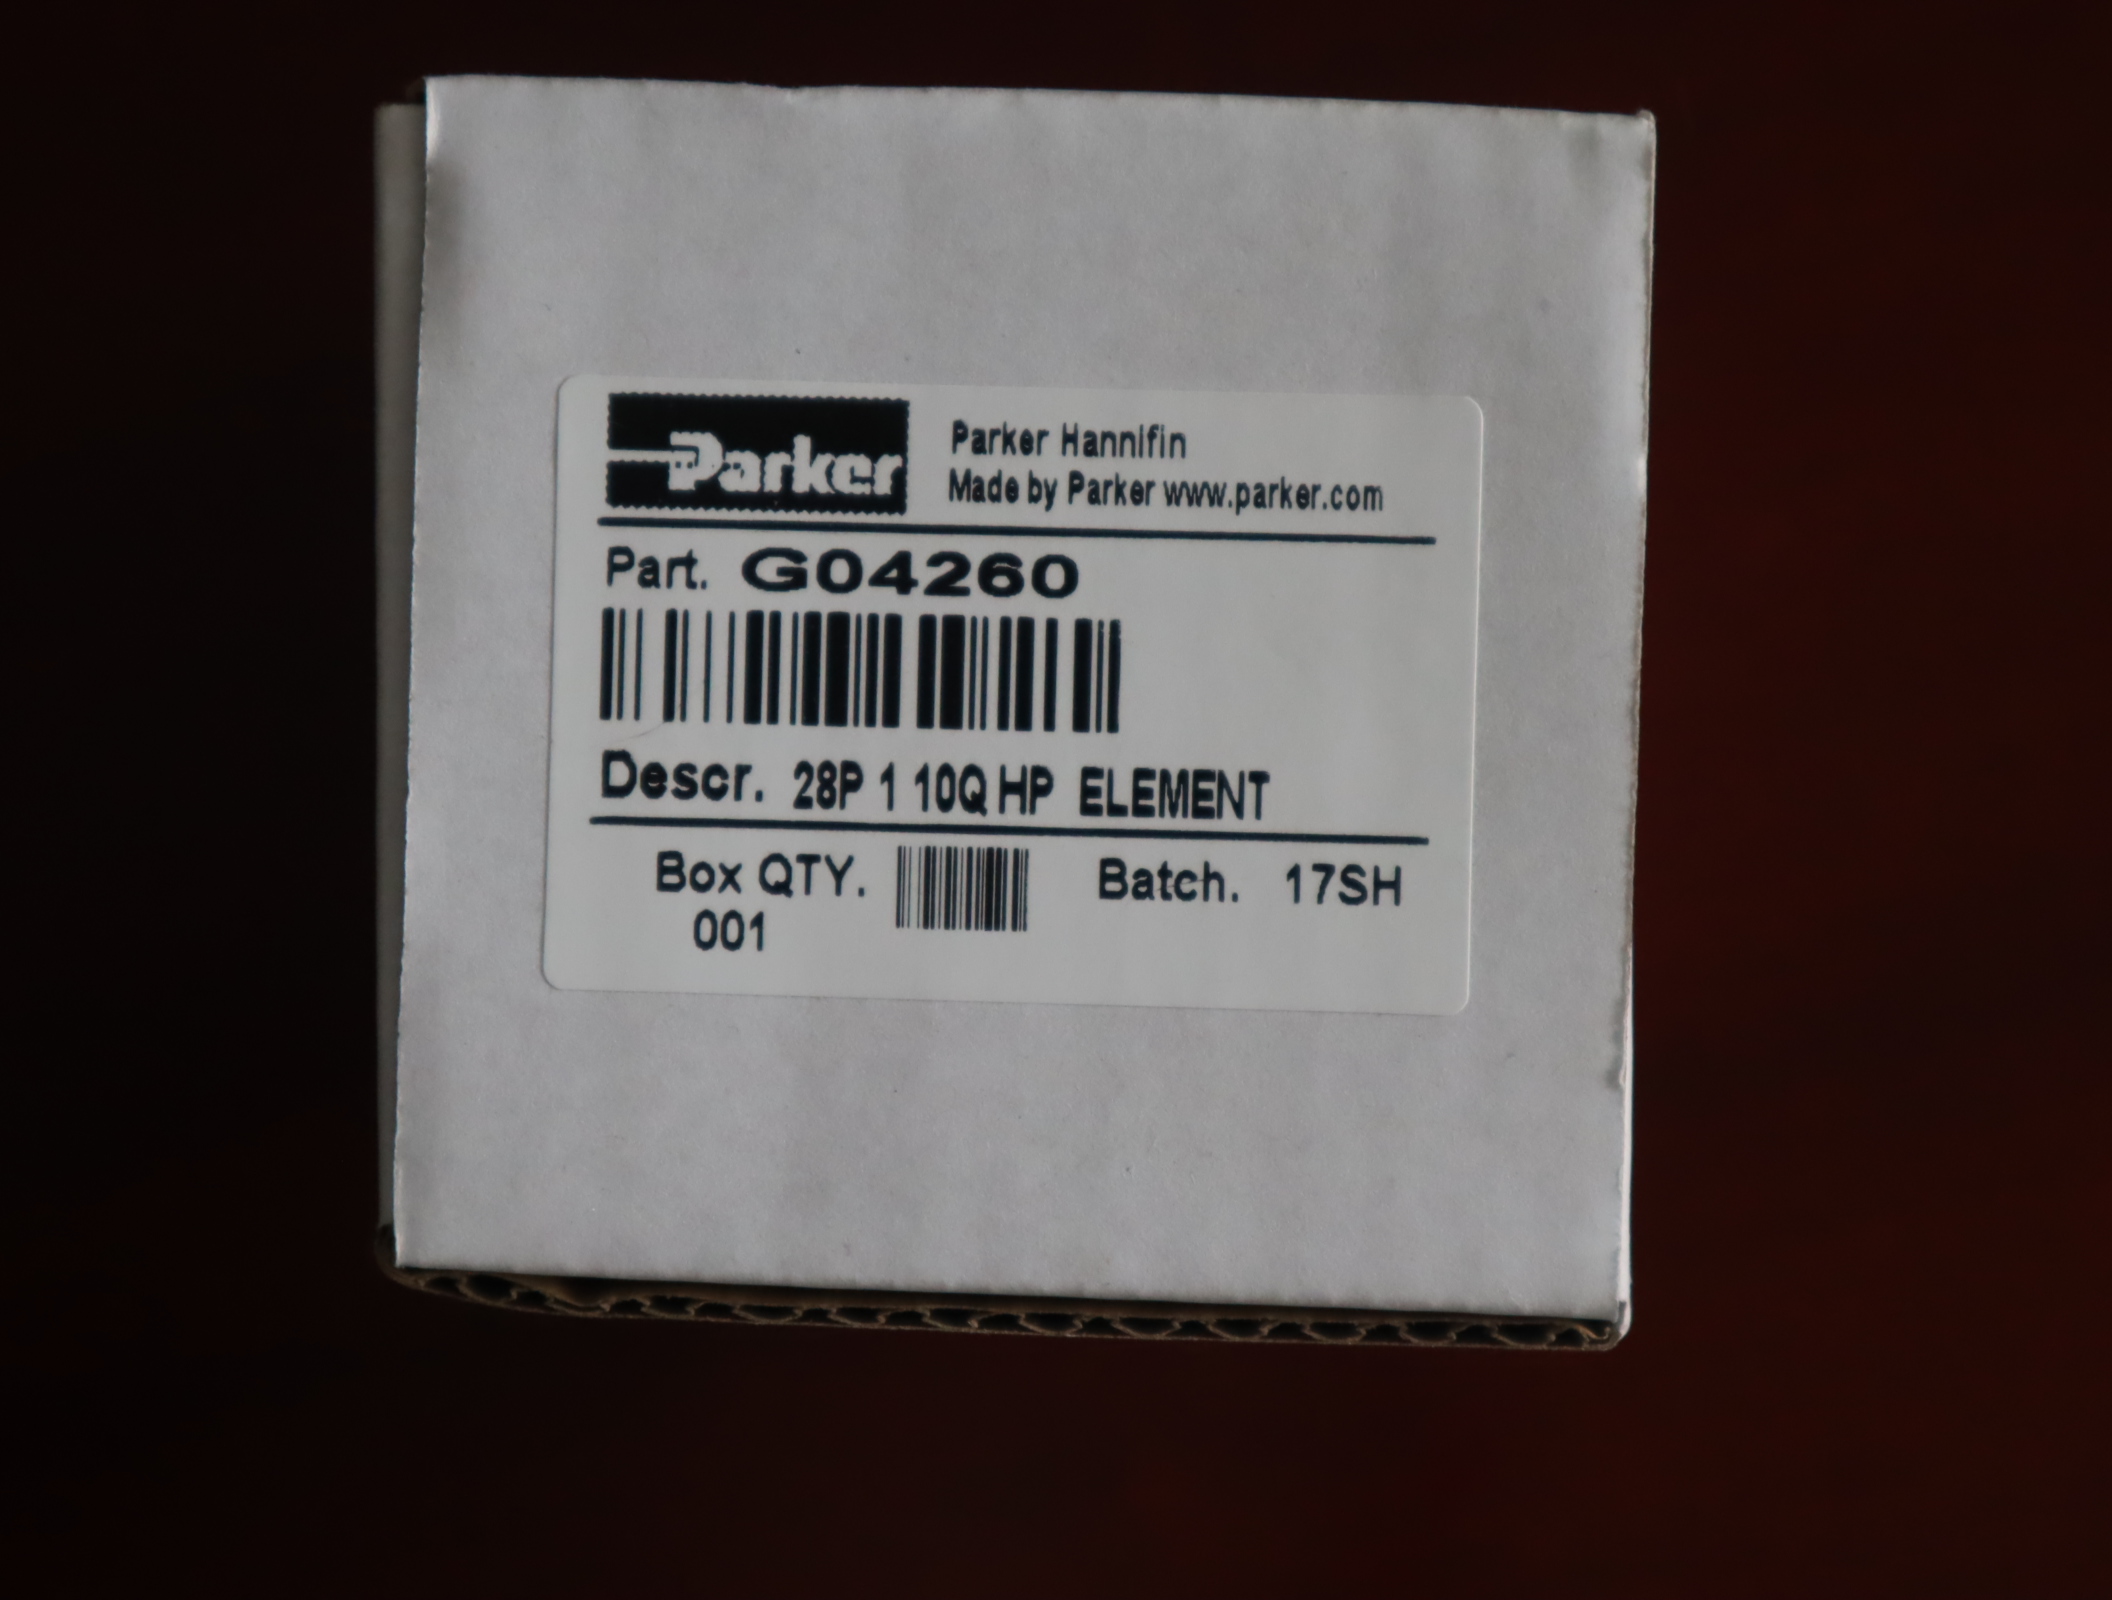 Parker
Parker Hannifin
Made by Parker www.parker.com
Part. G04260
Descr. 28P 1 10Q HP ELEMENT
Box QTY.
001
Batch. 17SH